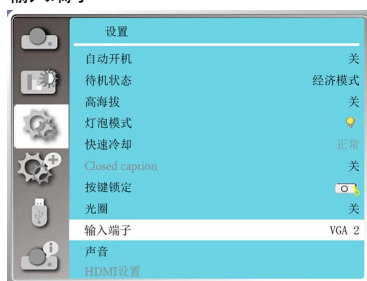 设置
自动开机 关
待机状态 经济模式
高海拔 关
灯泡模式
快速冷却 正常
Closed caption 关
按键锁定
光圈 关
输入端子 VGA 2
声音
HDMI设置